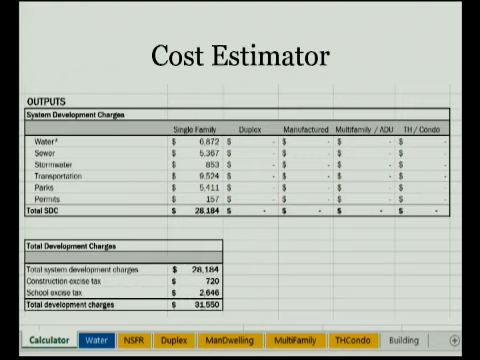 Cost Estimator
OUTPUTS
System Development Charges
Single Family Duplex Manufactured Multifamily / ADU TH / Condo
Water* $ 6,872 $ - $ - $ - $ -
Sewer $ 5,367 $ - $ - $ - $ -
Stormwater $ 853 $ - $ - $ - $ -
Transportation $ 9,524 $ - $ - $ - $ -
Parks $ 5,411 $ - $ - $ - $ -
Permits $ 157 $ - $ - $ - $ -
Total SDC $ 28,184 $ - $ - $ - $ -
Total Development Charges
Total system development charges $ 28,184
Construction excise tax $ 720
School excise tax $ 2,646
Total development charges $ 31,550
Calculator Water NSFR Duplex ManDwelling MultiFamily THCondo Building